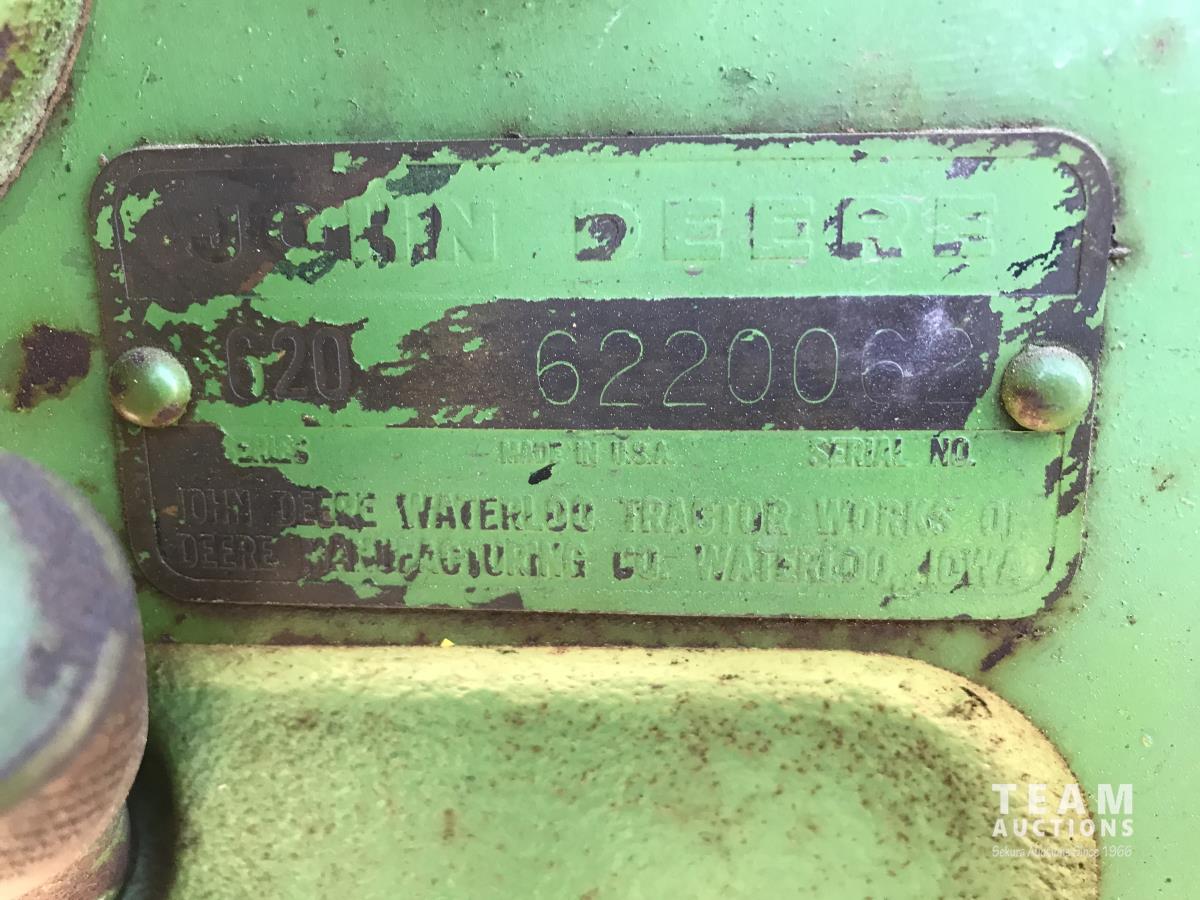 JOHN DEERE
620 6220062
MADE IN U.S.A. SERIAL NO.
JOHN DEERE WATERLOO TRACTOR WORKS OF
DEERE MANUFACTURING CO. WATERLOO, IOWA
TEAM
AUCTIONS
Sekura Auctions Since 1966